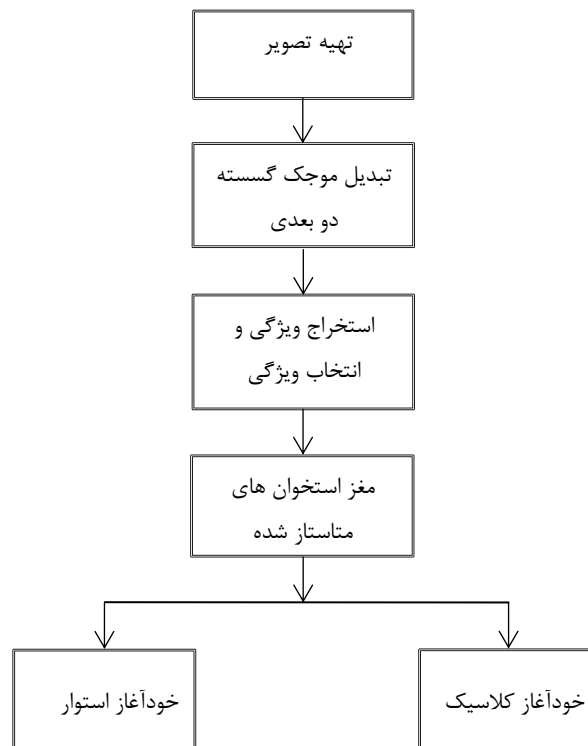 تهیه تصویر
تبدیل موجک گسسته
دو بعدی
استخراج ویژگی و
انتخاب ویژگی
مغز استخوان های
متاستاز شده
خودآغاز کلاسیک
خودآغاز استوار